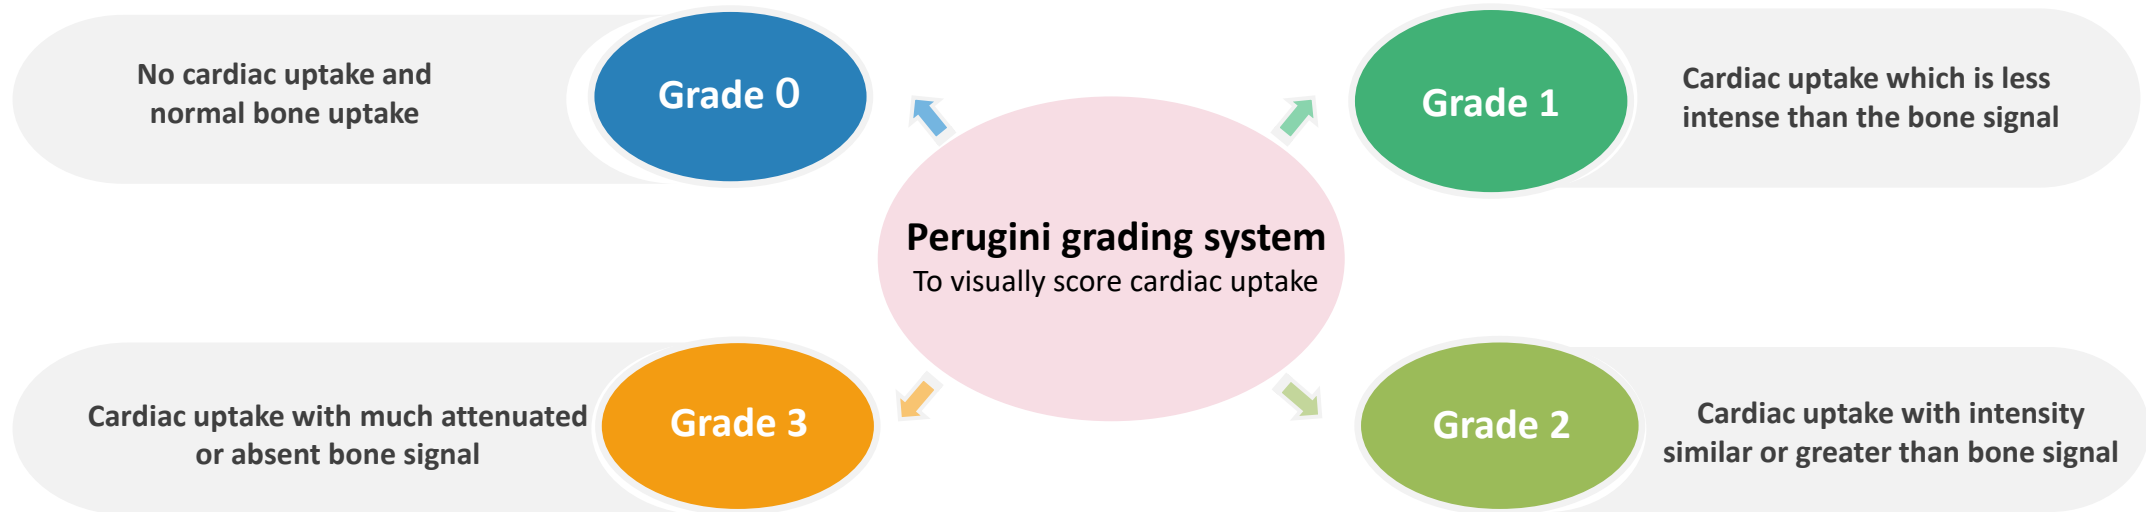 No cardiac uptake and
normal bone uptake
Grade 0
Grade 1
Cardiac uptake which is less
intense than the bone signal
Perugini grading system
To visually score cardiac uptake
Cardiac uptake with much attenuated
or absent bone signal
Grade 3
Grade 2
Cardiac uptake with intensity
similar or greater than bone signal